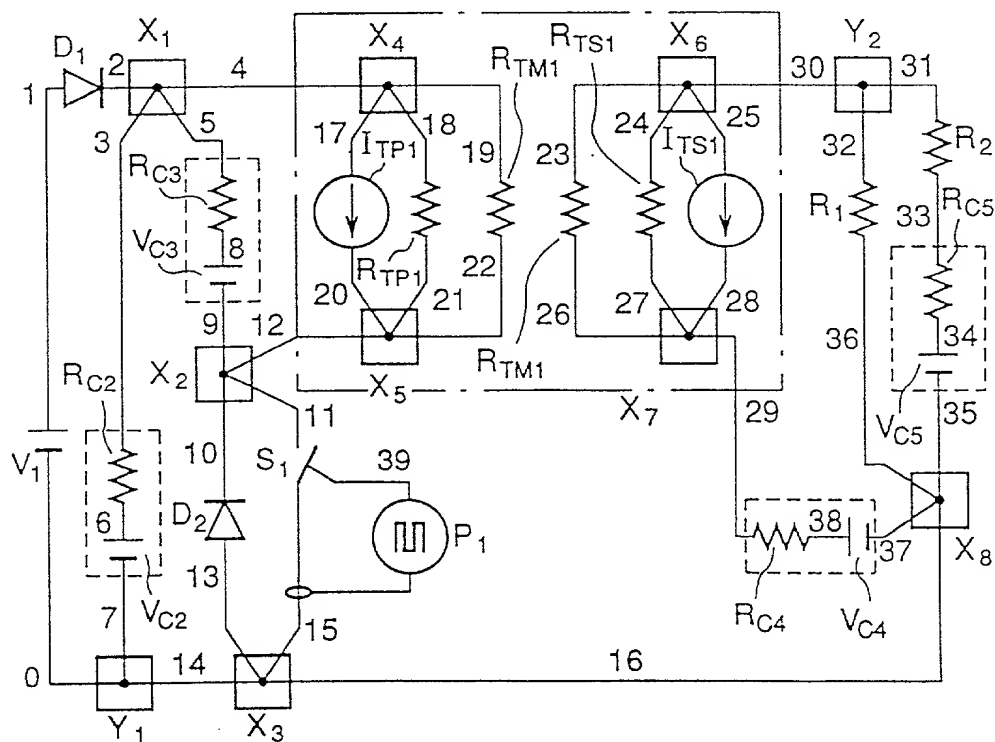 D1 X1 X4 RTM1 RTS1 X6 Y2
1 2 4 30 31
3 5 17 18 24 25
ITP1 19 23 ITS1 32 R2
RC3 R1 33 RC5
VC3 8 RTP1 22 34
9 12 20 21 26 27 28 36
X2 X5 RTM1 X7 VC5
RC2 11 29 35
V1 10 S1 39
6 D2 P1 38 37 X8
VC2 13 RC4 VC4
7 15
0 14 16
Y1 X3